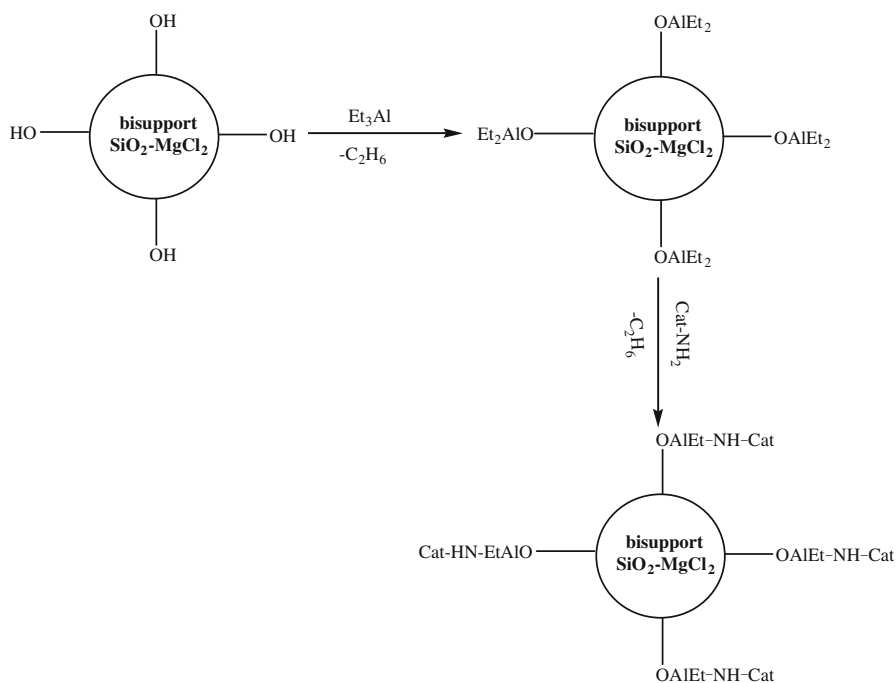 OH
HO
bisupport
SiO₂-MgCl₂
OH
OH
Et₃Al
-C₂H₆
OAlEt₂
Et₂AlO
bisupport
SiO₂-MgCl₂
OAlEt₂
OAlEt₂
Cat-NH₂
-C₂H₆
OAlEt-NH-Cat
Cat-HN-EtAlO
bisupport
SiO₂-MgCl₂
OAlEt-NH-Cat
OAlEt-NH-Cat